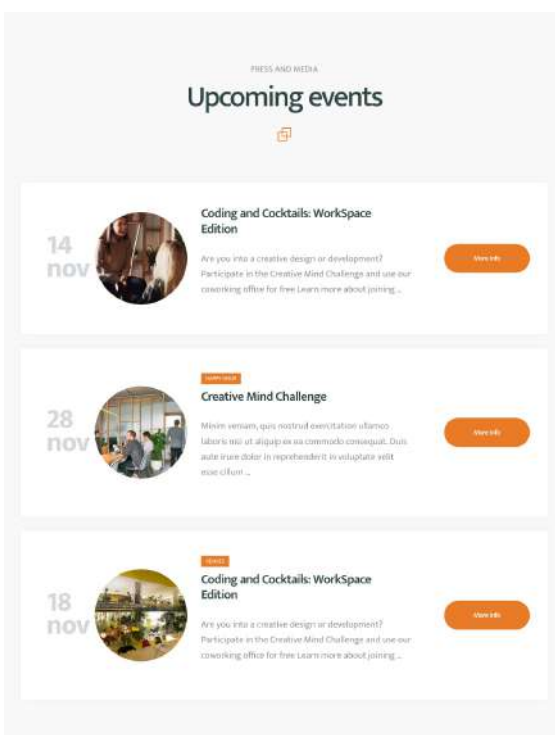 PRESS AND MEDIA
Upcoming events
14
nov
Coding and Cocktails: WorkSpace
Edition
Are you into a creative design or development?
Participate in the Creative Mind Challenge and use our
coworking office for free Learn more about joining ...
More Info
28
nov
HAPPY HOUR
Creative Mind Challenge
Minim veniam, quis nostrud exercitation ullamco
laboris nisi ut aliquip ex ea commodo consequat. Duis
aute irure dolor in reprehenderit in voluptate velit
esse cillum ...
More Info
18
nov
Coding and Cocktails: WorkSpace
Edition
Are you into a creative design or development?
Participate in the Creative Mind Challenge and use our
coworking office for free Learn more about joining ...
More Info